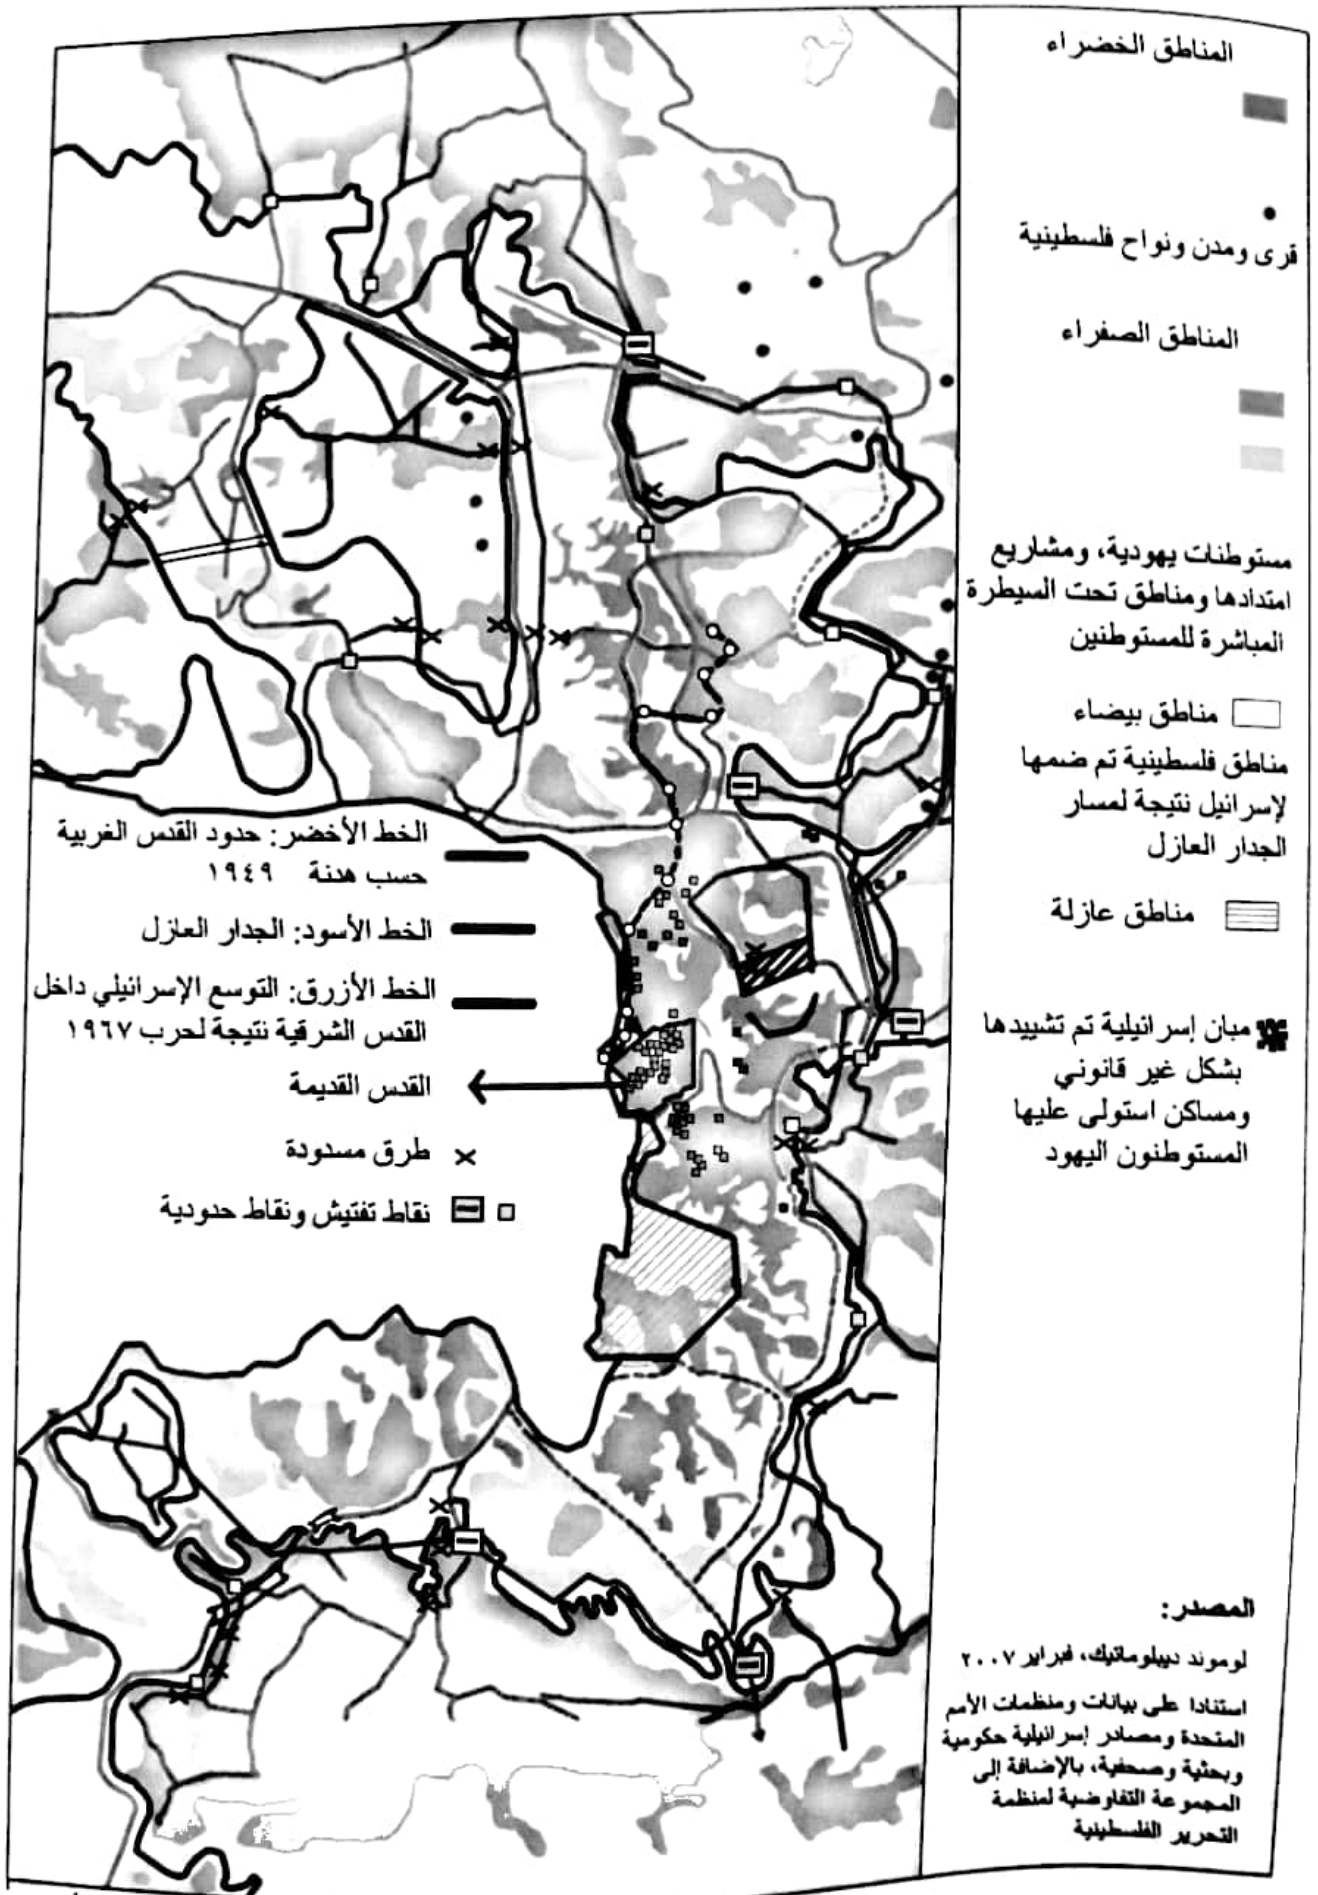 المناطق الخضراء
قرى ومدن ونواح فلسطينية
المناطق الصفراء
مستوطنات يهودية، ومشاريع
امتدادها ومناطق تحت السيطرة
المباشرة للمستوطنين
مناطق بيضاء
مناطق فلسطينية تم ضمها
لإسرائيل نتيجة لمسار
الجدار العازل
مناطق عازلة
مبان إسرائيلية تم تشييدها
بشكل غير قانوني
ومساكن استولى عليها
المستوطنون اليهود
الخط الأخضر: حدود القدس الغربية
حسب هدنة ١٩٤٩
الخط الأسود: الجدار العازل
الخط الأزرق: التوسع الإسرائيلي داخل
القدس الشرقية نتيجة لحرب ١٩٦٧
القدس القديمة
طرق مسدودة
نقاط تفتيش ونقاط حدودية
المصدر:
لوموند ديبلوماتيك، فبراير ٢٠٠٧
استنادا على بيانات ومنظمات الأمم
المتحدة ومصادر إسرائيلية حكومية
وبحثية وصحفية، بالإضافة إلى
المجموعة التفاوضية لمنظمة
التحرير الفلسطينية